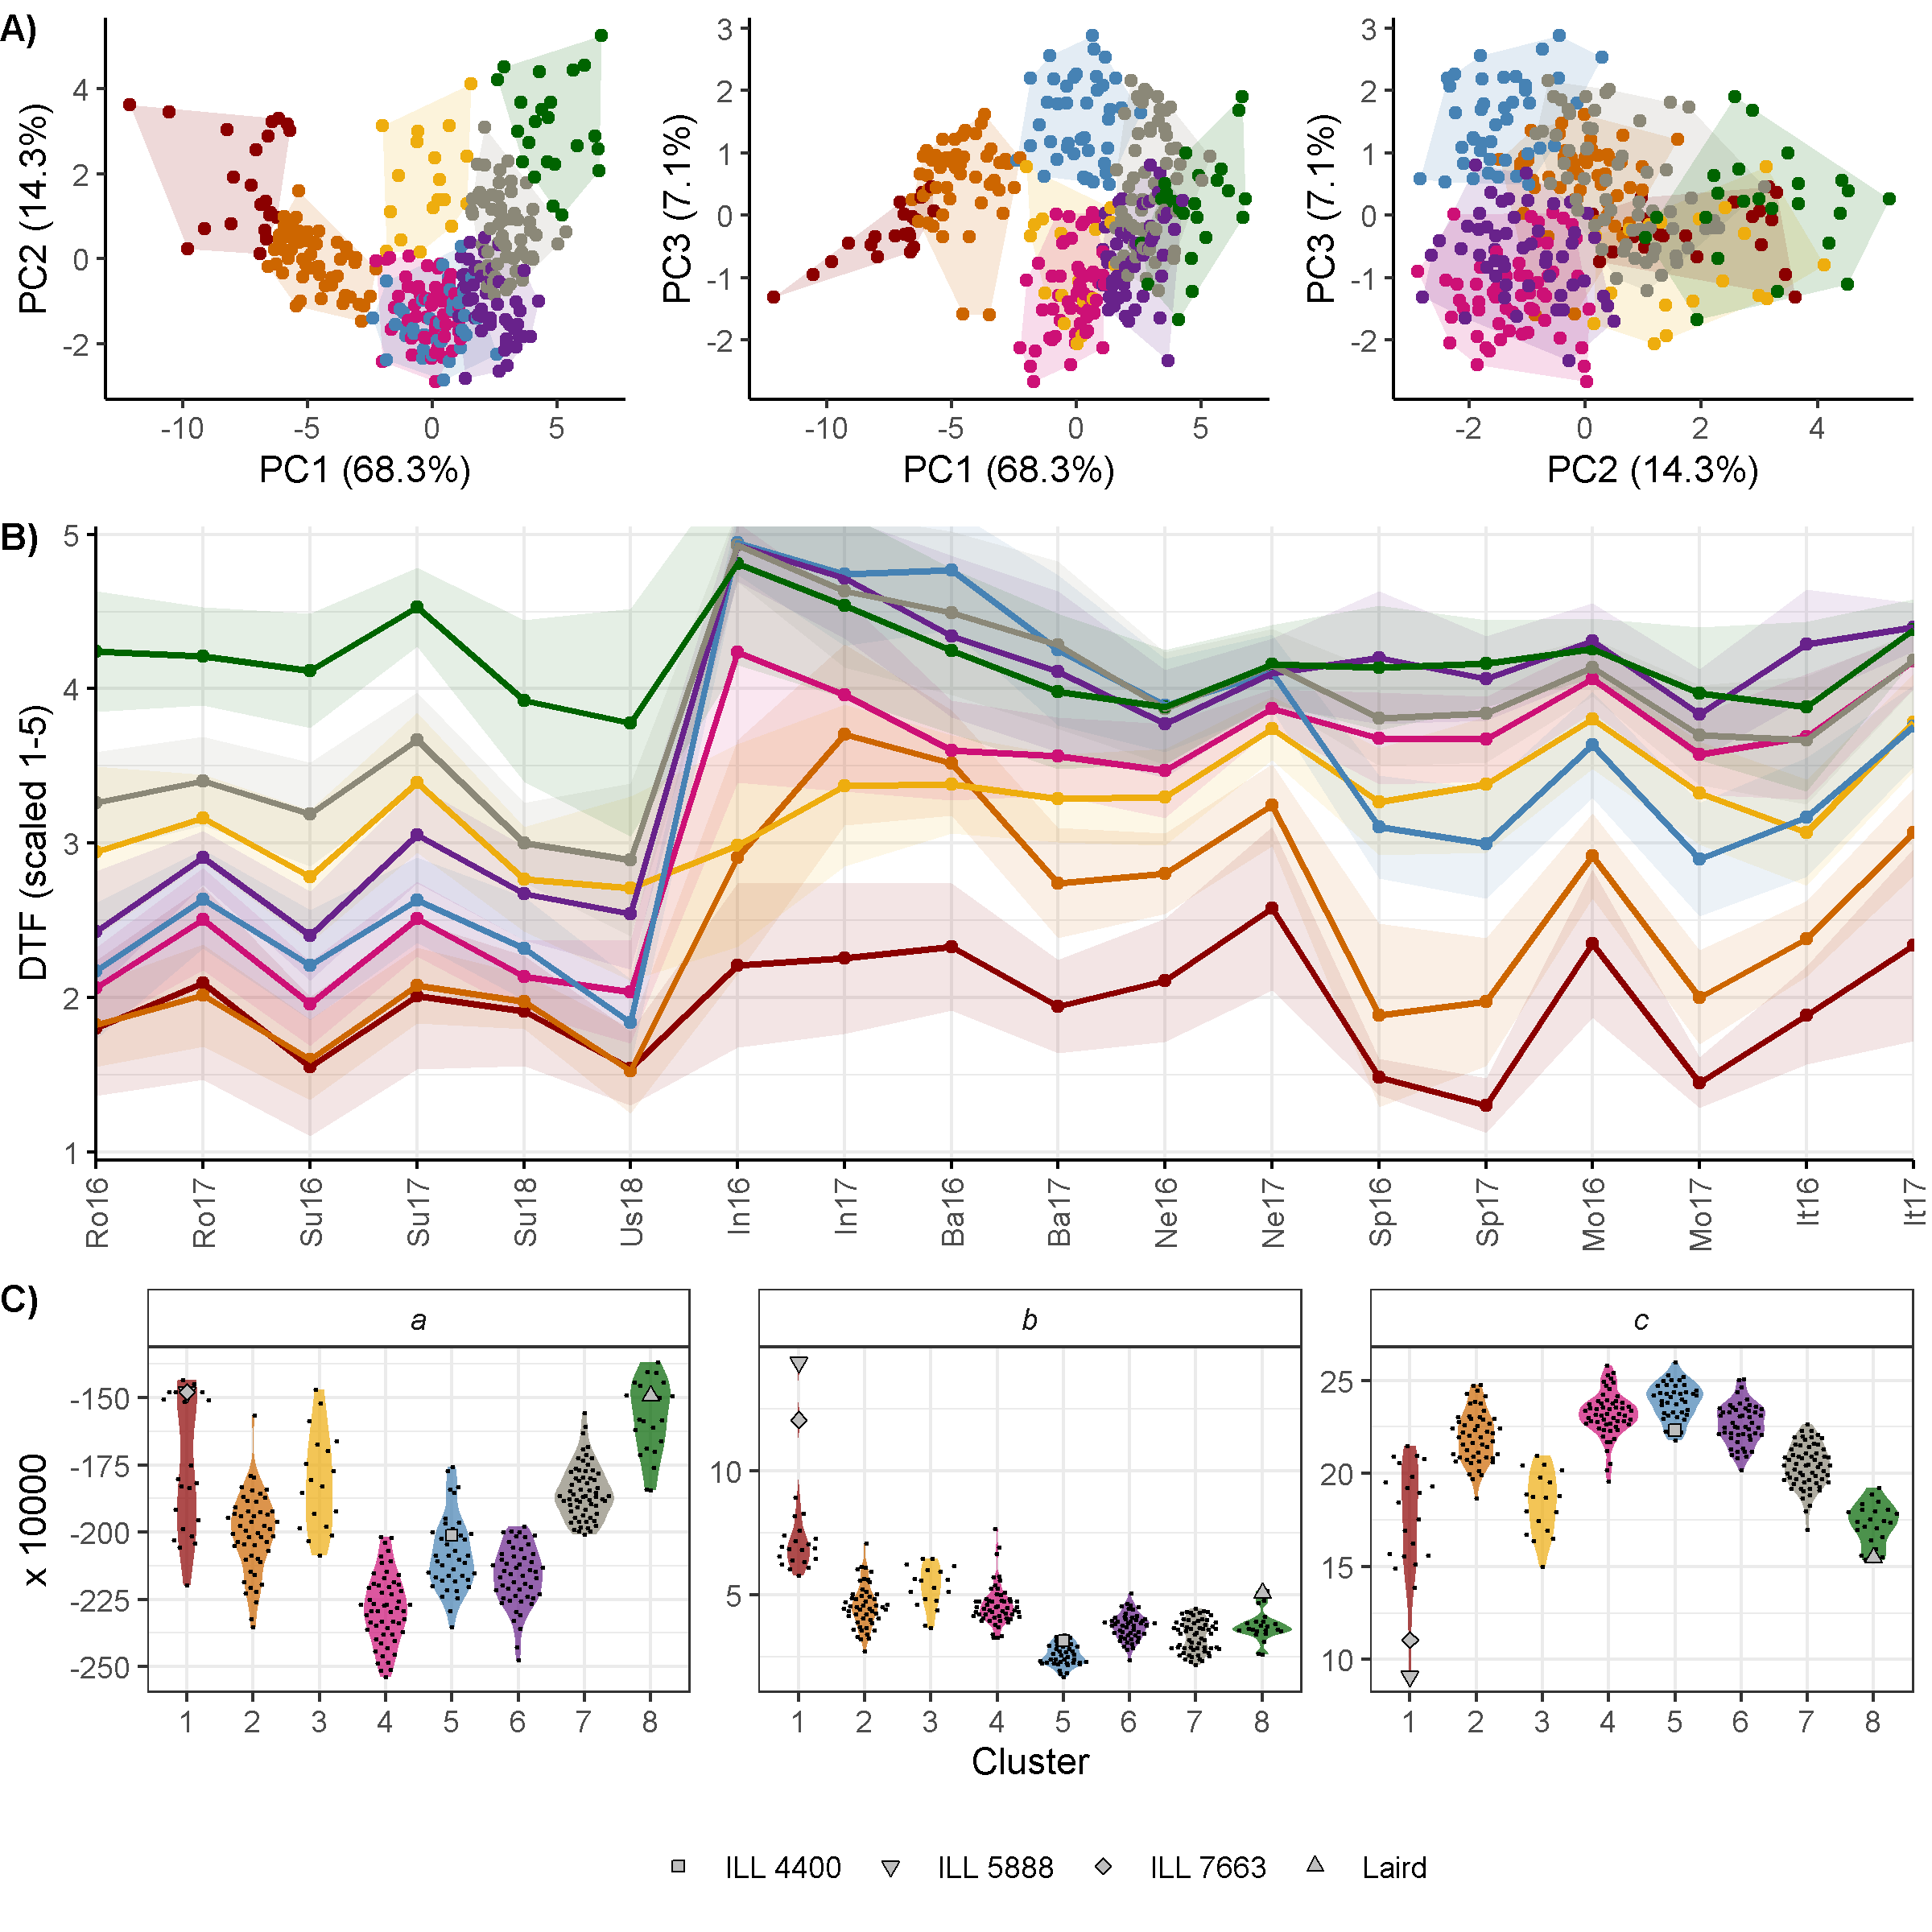 A)
PC2 (14.3%)
4
2
0
-2
-10 -5 0 5
PC1 (68.3%)
PC3 (7.1%)
3
2
1
0
-1
-2
-10 -5 0 5
PC1 (68.3%)
PC3 (7.1%)
3
2
1
0
-1
-2
-2 0 2 4
PC2 (14.3%)
B)
DTF (scaled 1-5)
5
4
3
2
1
Ro16 Ro17 Su16 Su17 Su18 Us18 In16 In17 Ba16 Ba17 Ne16 Ne17 Sp16 Sp17 Mo16 Mo17 It16 It17
C)
x 10000
a
-150
-175
-200
-225
-250
1 2 3 4 5 6 7 8
b
10
5
1 2 3 4 5 6 7 8
c
25
20
15
10
1 2 3 4 5 6 7 8
Cluster
ILL 4400 ILL 5888 ILL 7663 Laird